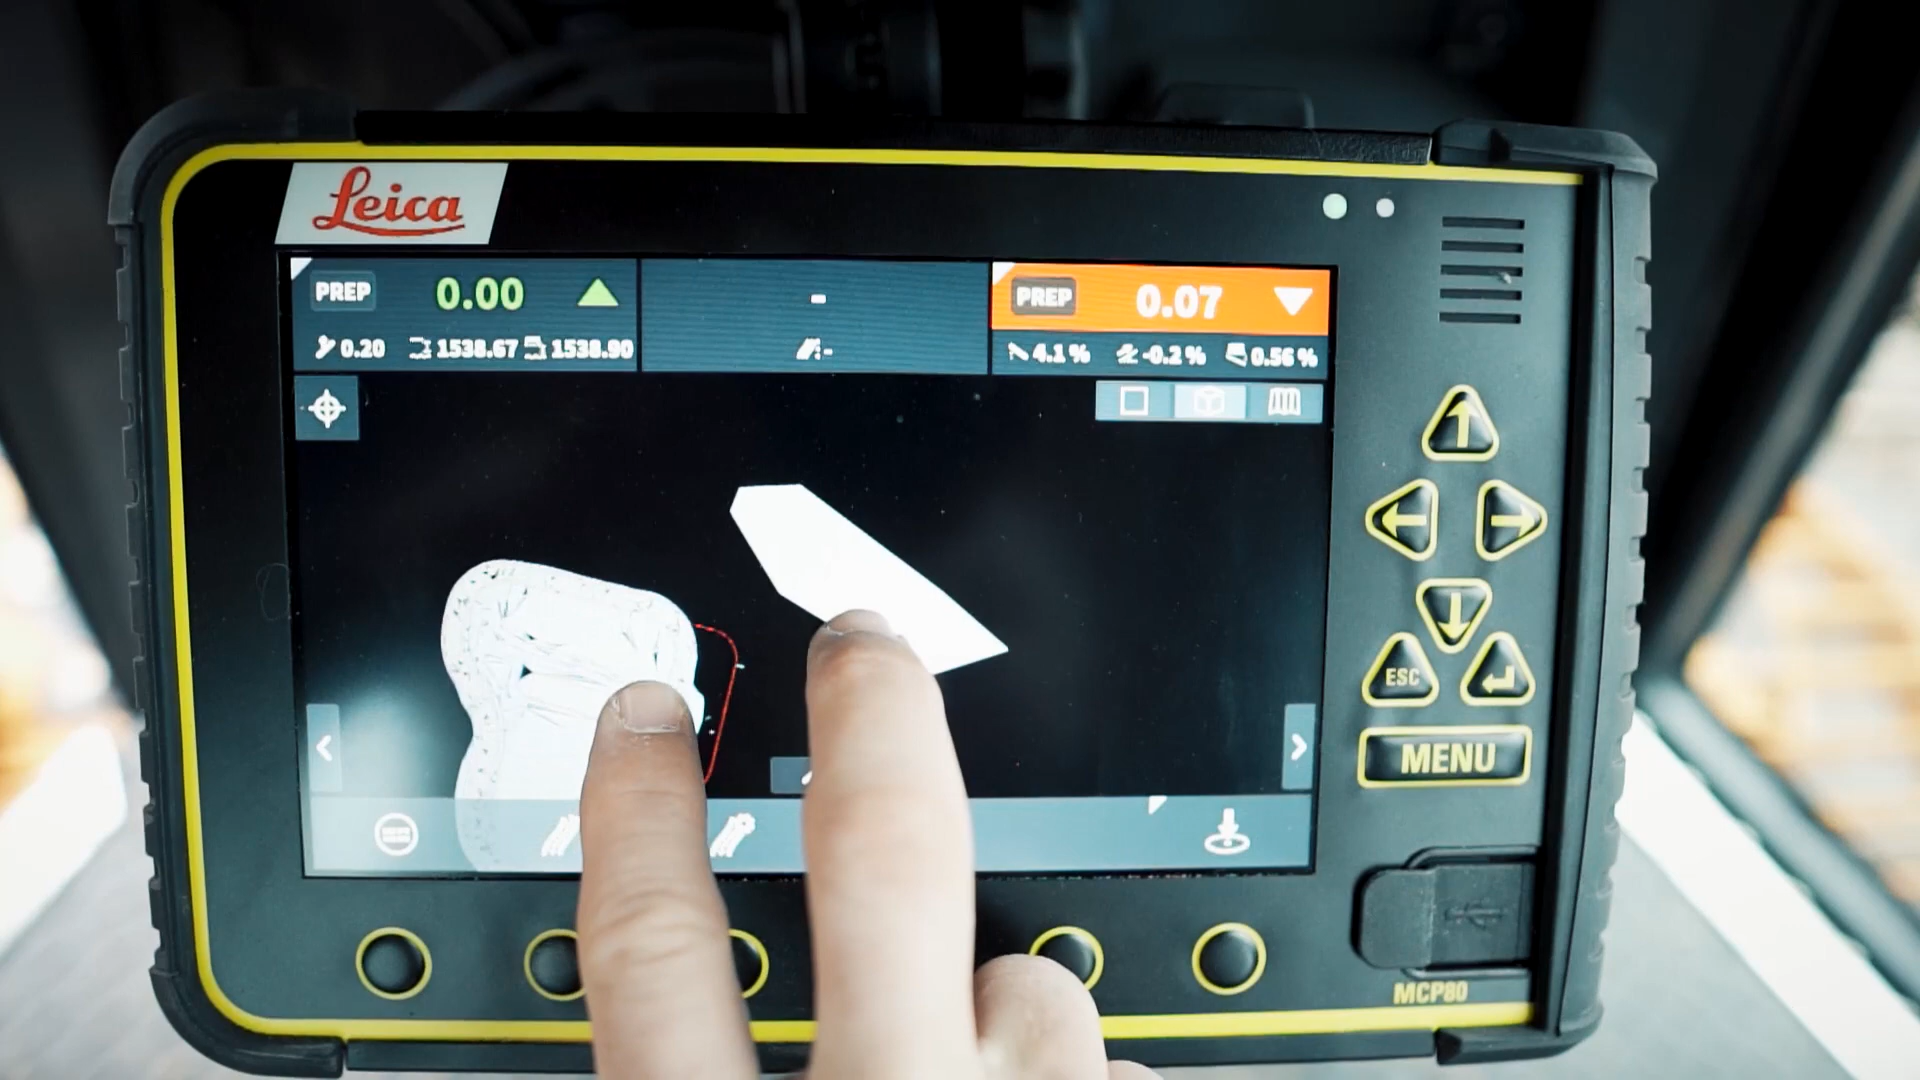 Leica
PREP 0.00
0.20 1538.67 1538.90
-
:-
PREP 0.07
4.1 % -0.2 % 0.56 %
ESC
MENU
MCP80